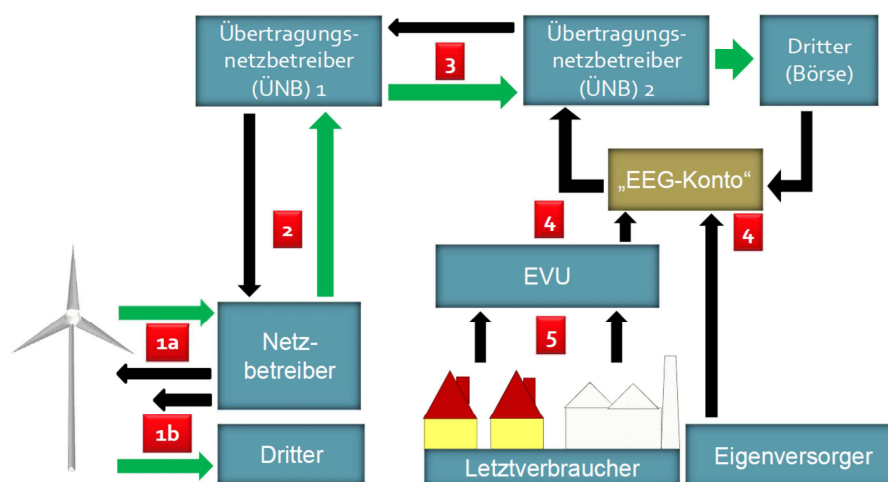 Übertragungs-
netzbetreiber
(ÜNB) 1
3
Übertragungs-
netzbetreiber
(ÜNB) 2
Dritter
(Börse)
„EEG-Konto“
2
4
4
EVU
1a
Netz-
betreiber
5
1b
Dritter
Letztverbraucher
Eigenversorger